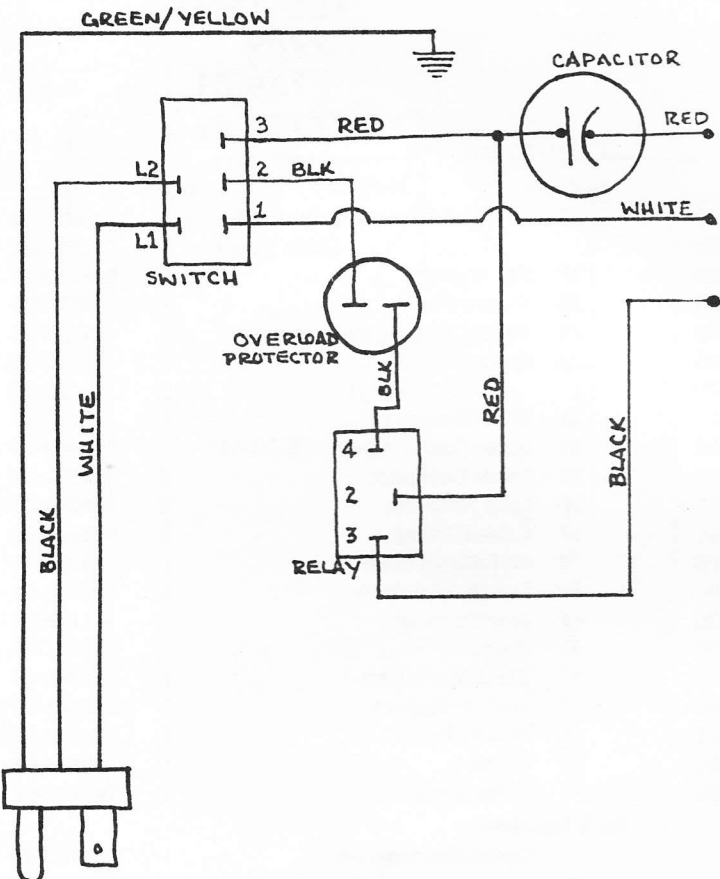 GREEN/YELLOW
CAPACITOR
3
RED
RED
L2
2
BLK
1
WHITE
L1
SWITCH
OVERLOAD
PROTECTOR
BLK
WHITE
RED
BLACK
4
2
3
BLACK
RELAY